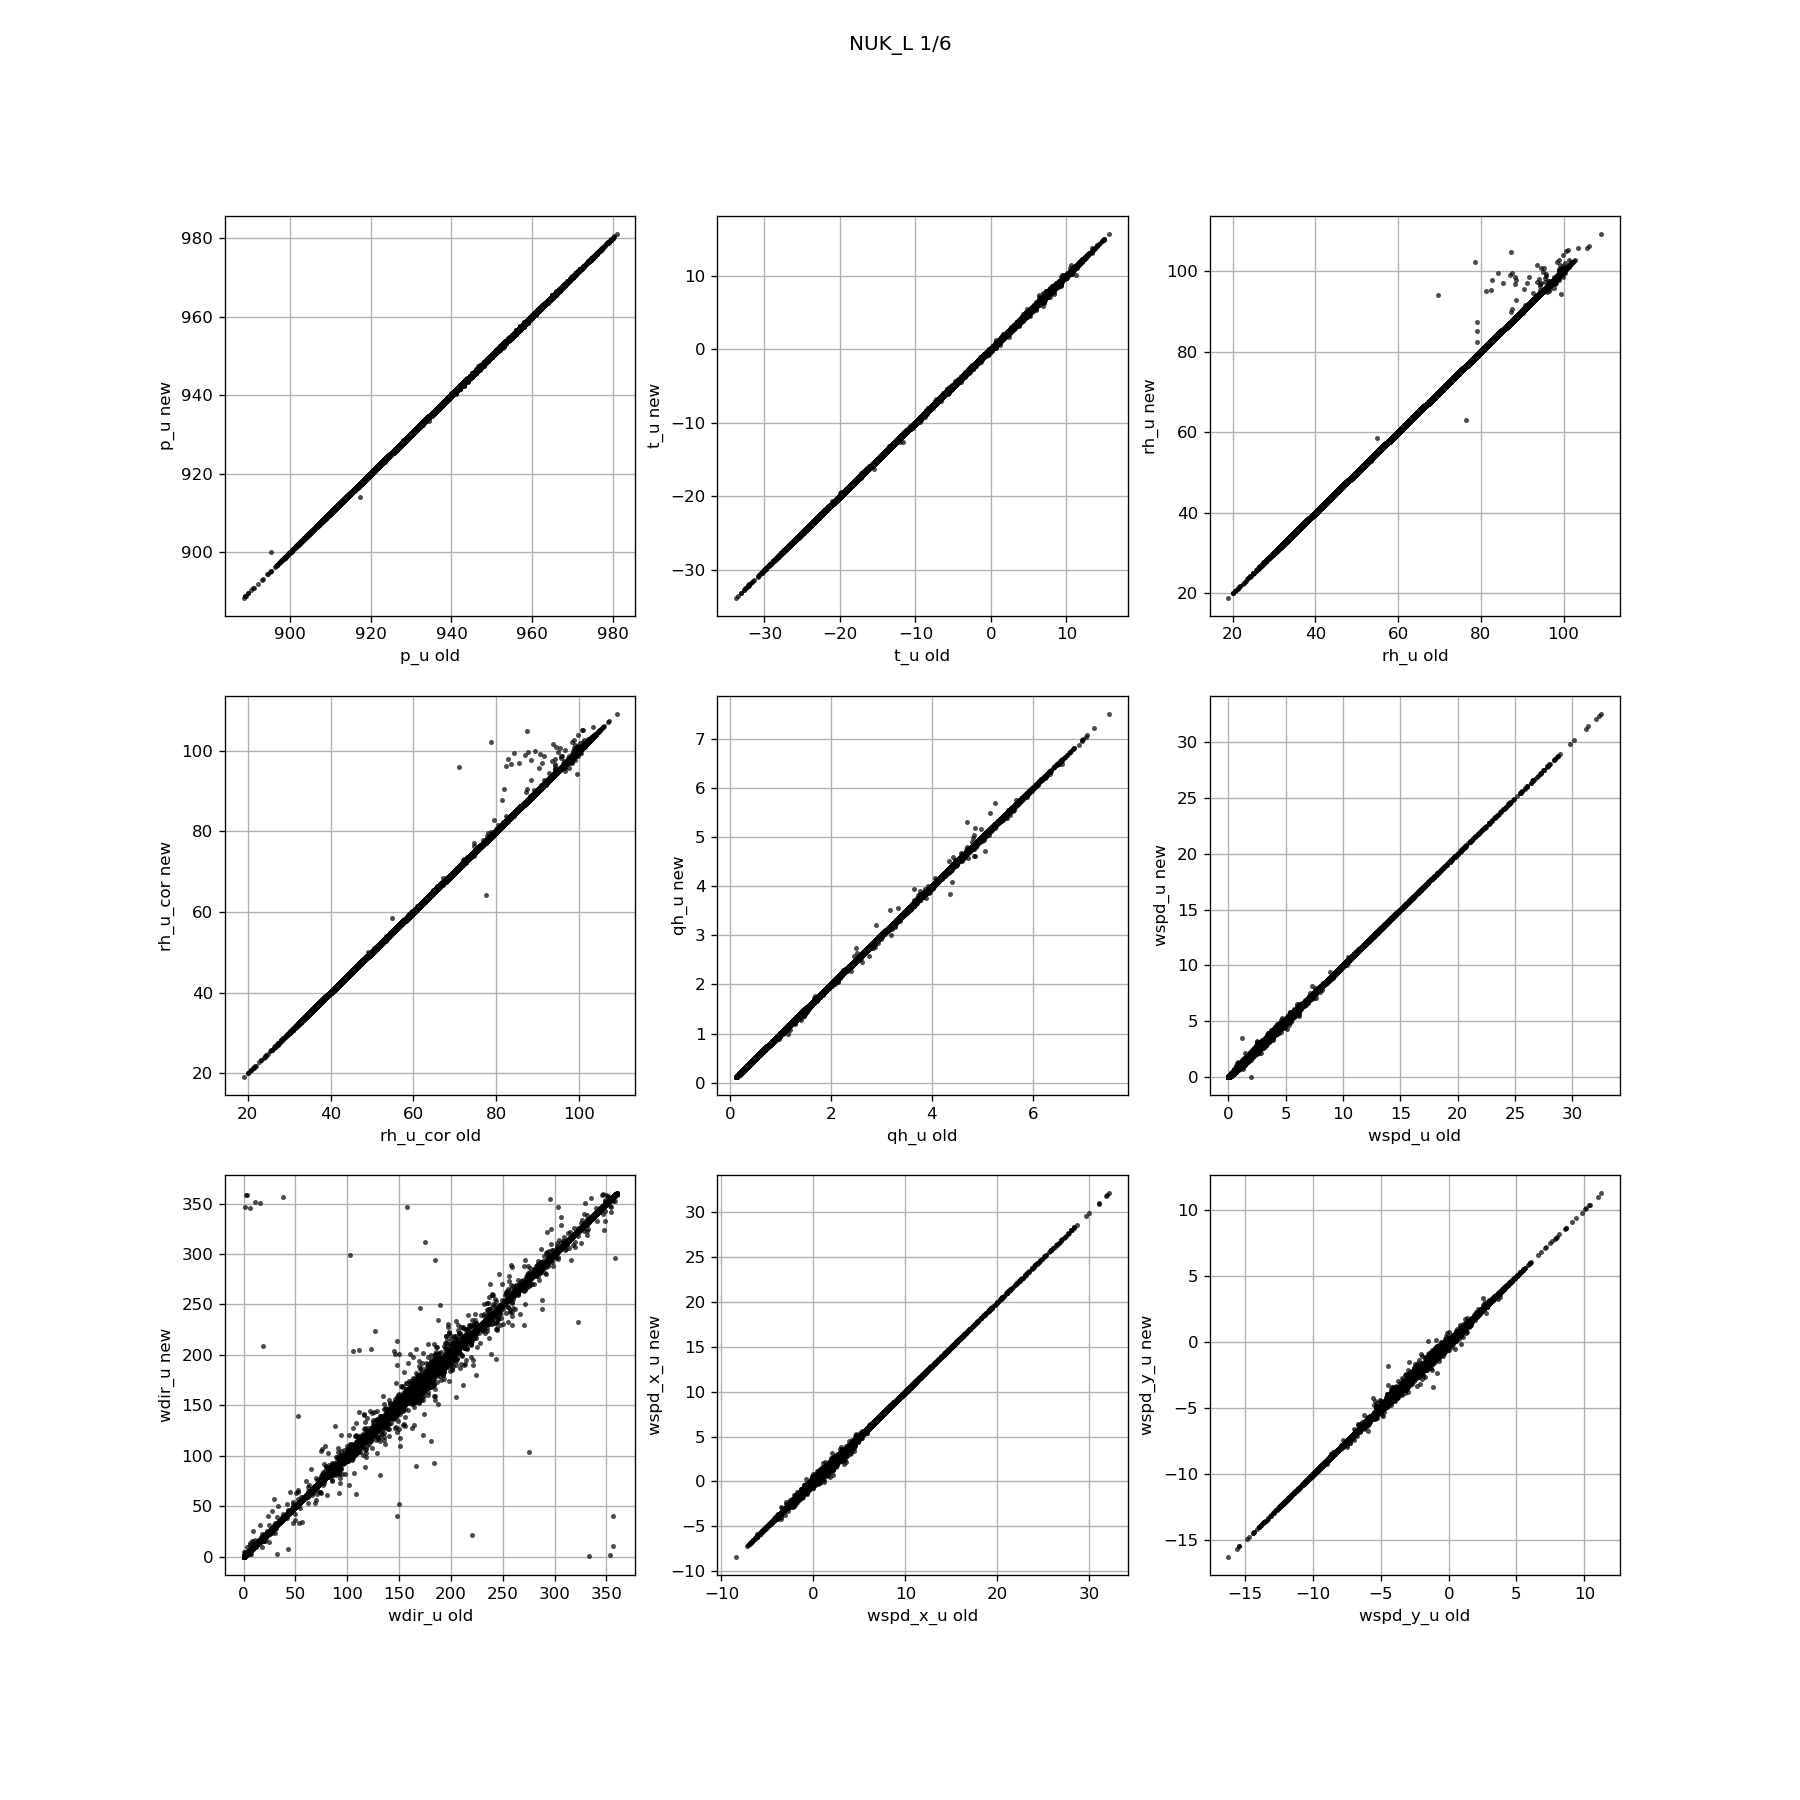 NUK_L 1/6
980
960
940
920
900
p_u new
900 920 940 960 980
p_u old
10
0
−10
−20
−30
t_u new
−30 −20 −10 0 10
t_u old
100
80
60
40
20
rh_u new
20 40 60 80 100
rh_u old
100
80
60
40
20
rh_u_cor new
20 40 60 80 100
rh_u_cor old
7
6
5
4
3
2
1
0
qh_u new
0 2 4 6
qh_u old
30
25
20
15
10
5
0
wspd_u new
0 5 10 15 20 25 30
wspd_u old
350
300
250
200
150
100
50
0
wdir_u new
0 50 100 150 200 250 300 350
wdir_u old
30
25
20
15
10
5
0
−5
−10
wspd_x_u new
−10 0 10 20 30
wspd_x_u old
10
5
0
−5
−10
−15
wspd_y_u new
−15 −10 −5 0 5 10
wspd_y_u old